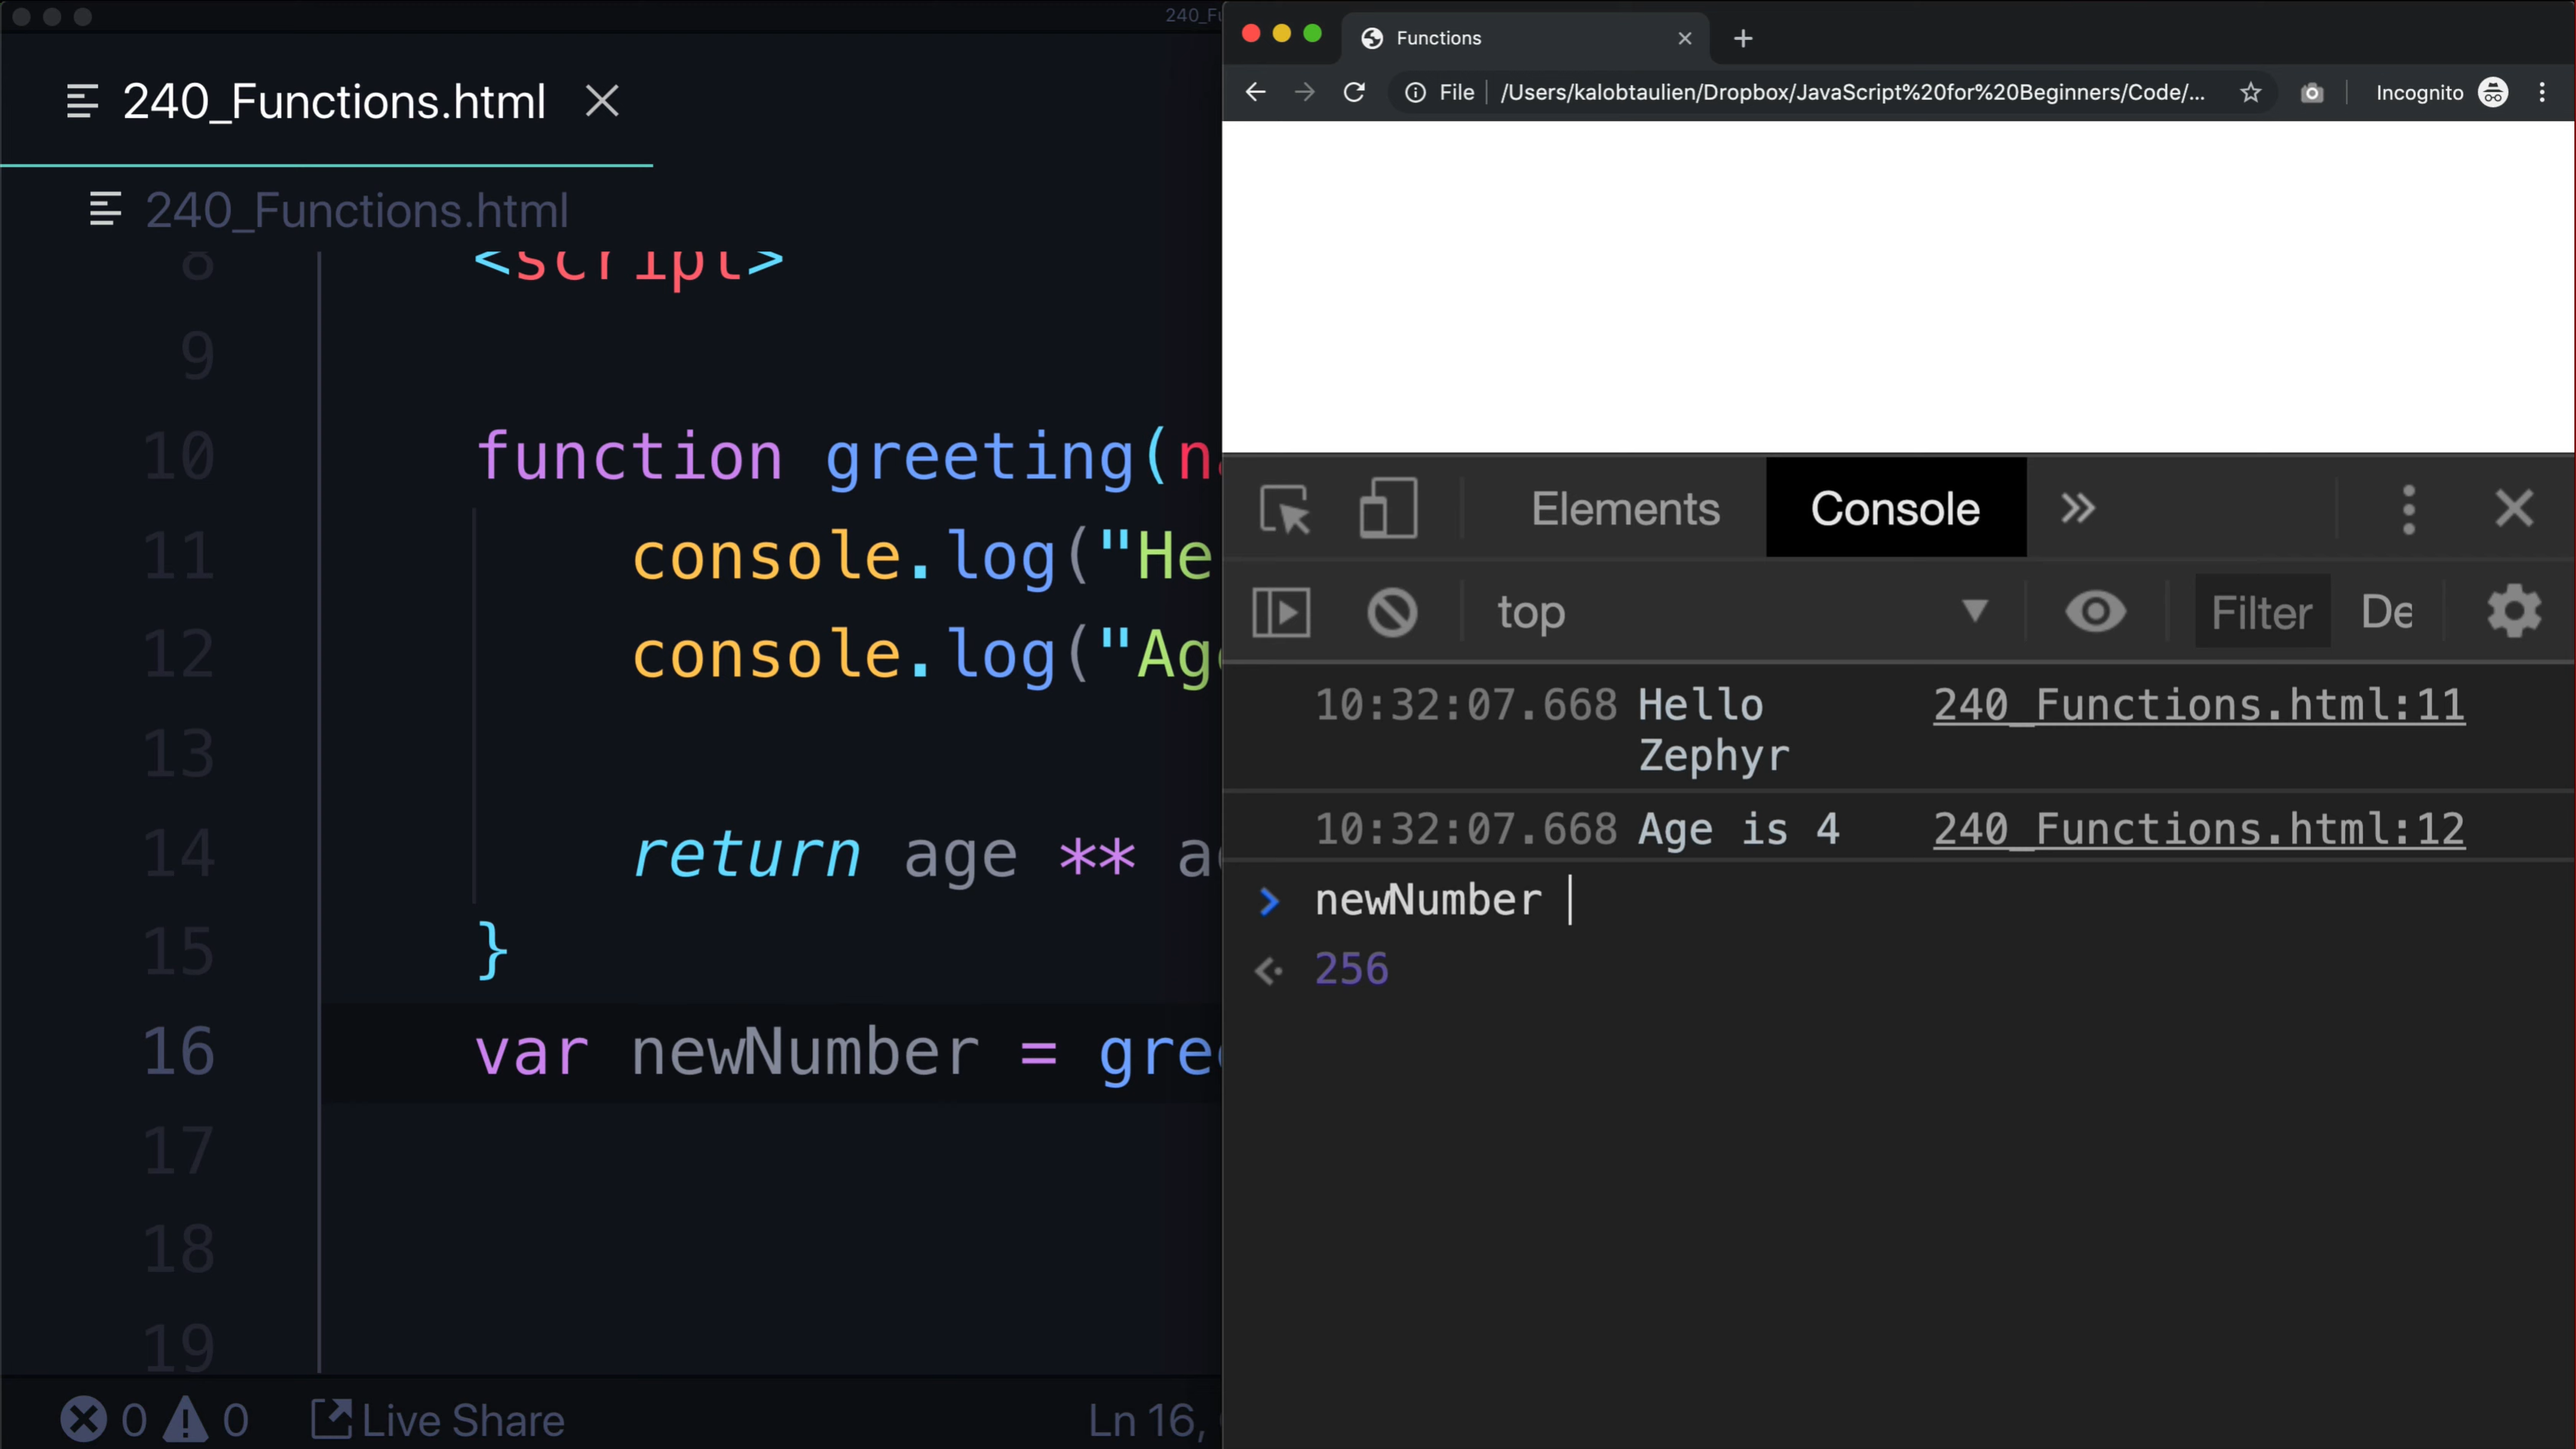 240_Functions.html
240_Functions.html
8 <script>
9
10 function greeting(
11 console.log("He
12 console.log("Ag
13
14 return age **
15 }
16 var newNumber = gre
17
18
19
0 0 Live Share Ln 16,
Functions
File /Users/kalobtaulien/Dropbox/JavaScript%20for%20Beginners/Code/... Incognito
Elements Console
top Filter De
10:32:07.668 Hello 240_Functions.html:11
Zephyr
10:32:07.668 Age is 4 240_Functions.html:12
> newNumber
256